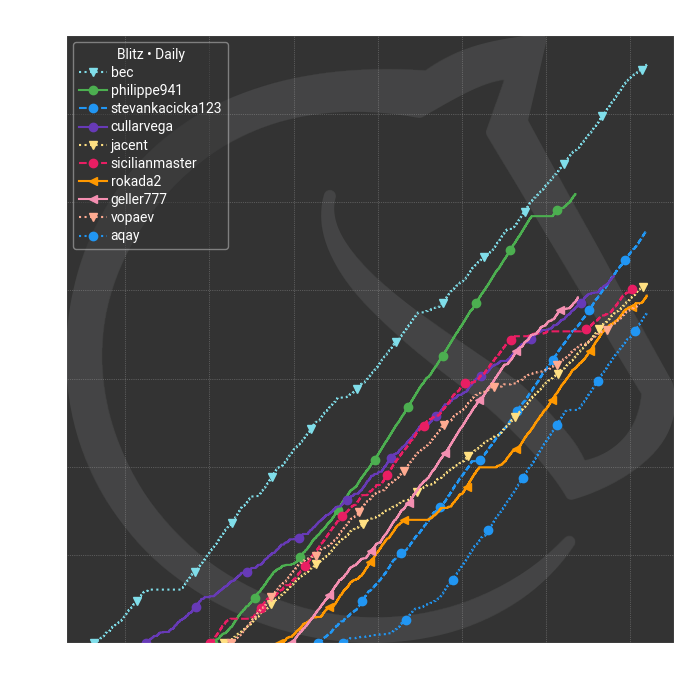 Blitz • Daily
bec
philippe941
stevankacicka123
cullarvega
jacent
sicilianmaster
rokada2
geller777
vopaev
aqay